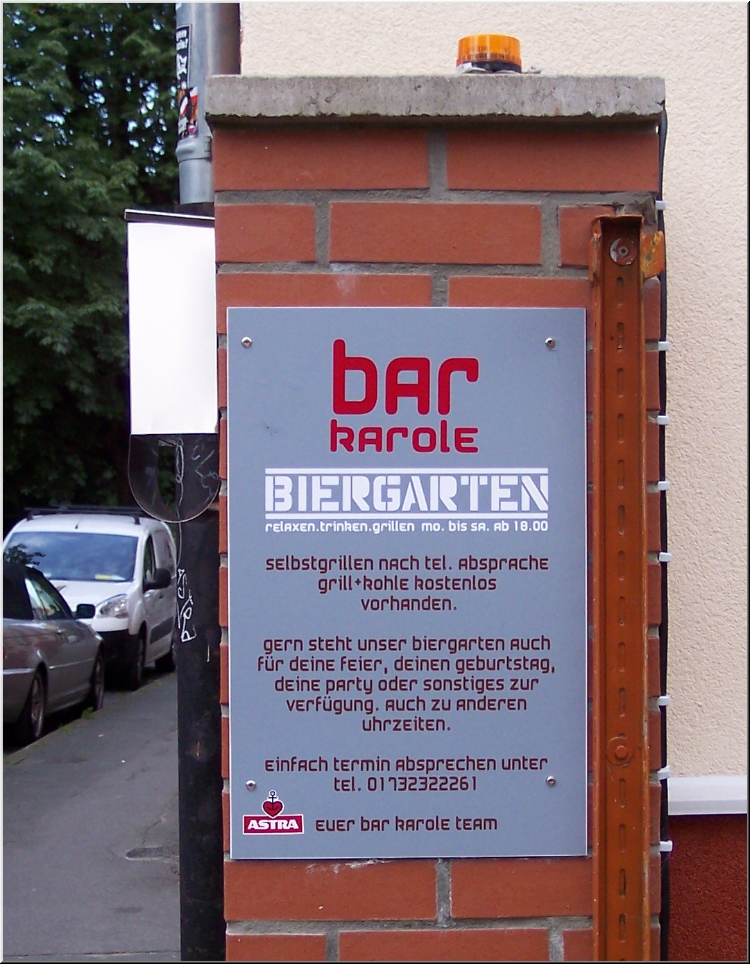 bar
karole
BIERGARTEN
relaxen.trinken.grillen mo. bis sa. ab 18.00
selbstgrillen nach tel. absprache
grill+kohle kostenlos
vorhanden.
gern steht unser biergarten auch
für deine feier, deinen geburtstag,
deine party oder sonstiges zur
verfügung. auch zu anderen
uhrzeiten.
einfach termin absprechen unter
tel. 01732322261
ASTRA
euer bar karole team